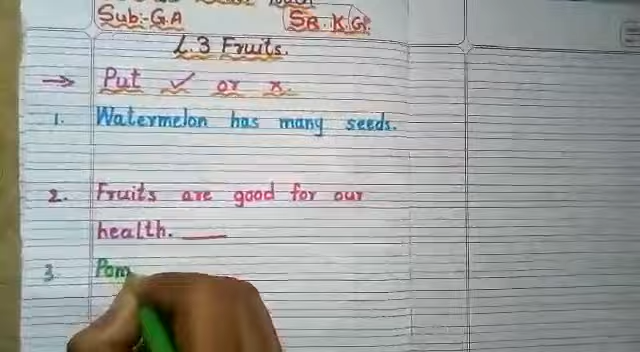 Sub:-G.A
SR. K.G.
L.3 Fruits.
→ Put ✓ or x.
1. Watermelon has many seeds.
2. Fruits are good for our
health. ___
3. Pom